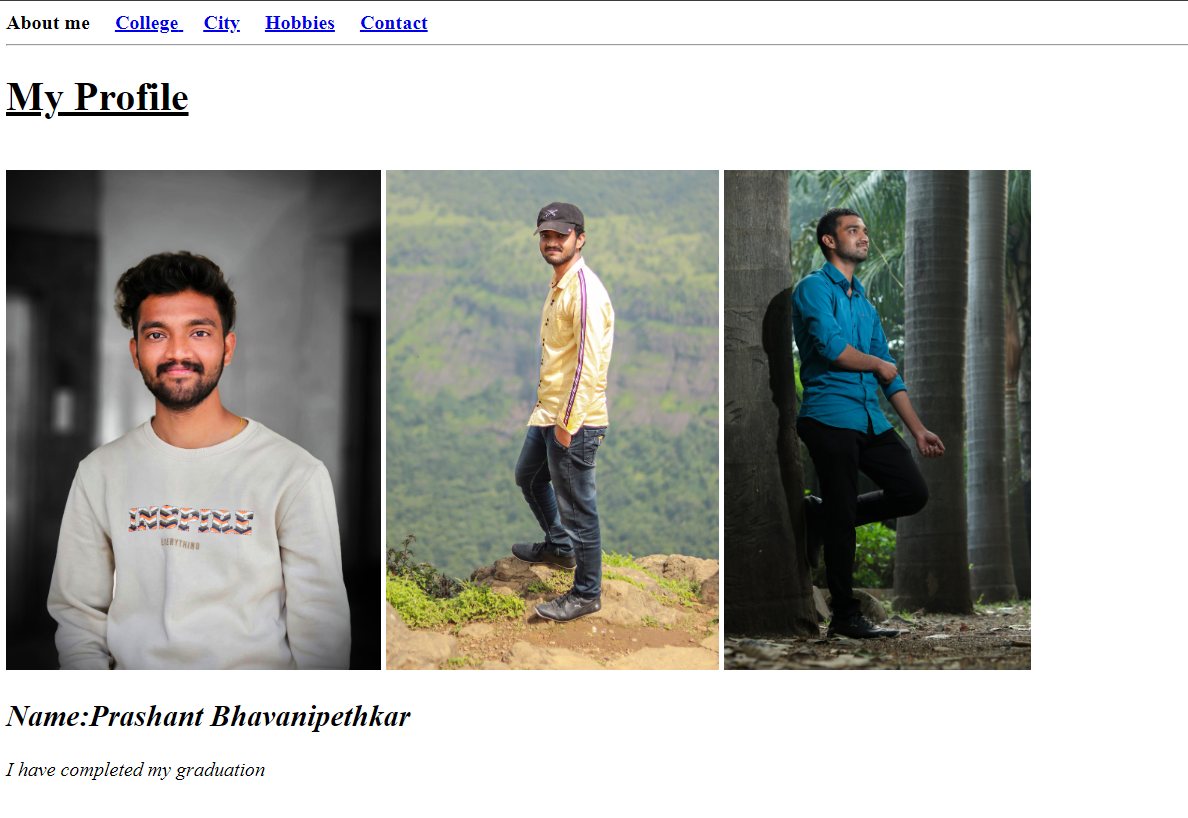 About me College City Hobbies Contact
My Profile
INSPIRE
EVERYTHING
Name:Prashant Bhavanipethkar
I have completed my graduation